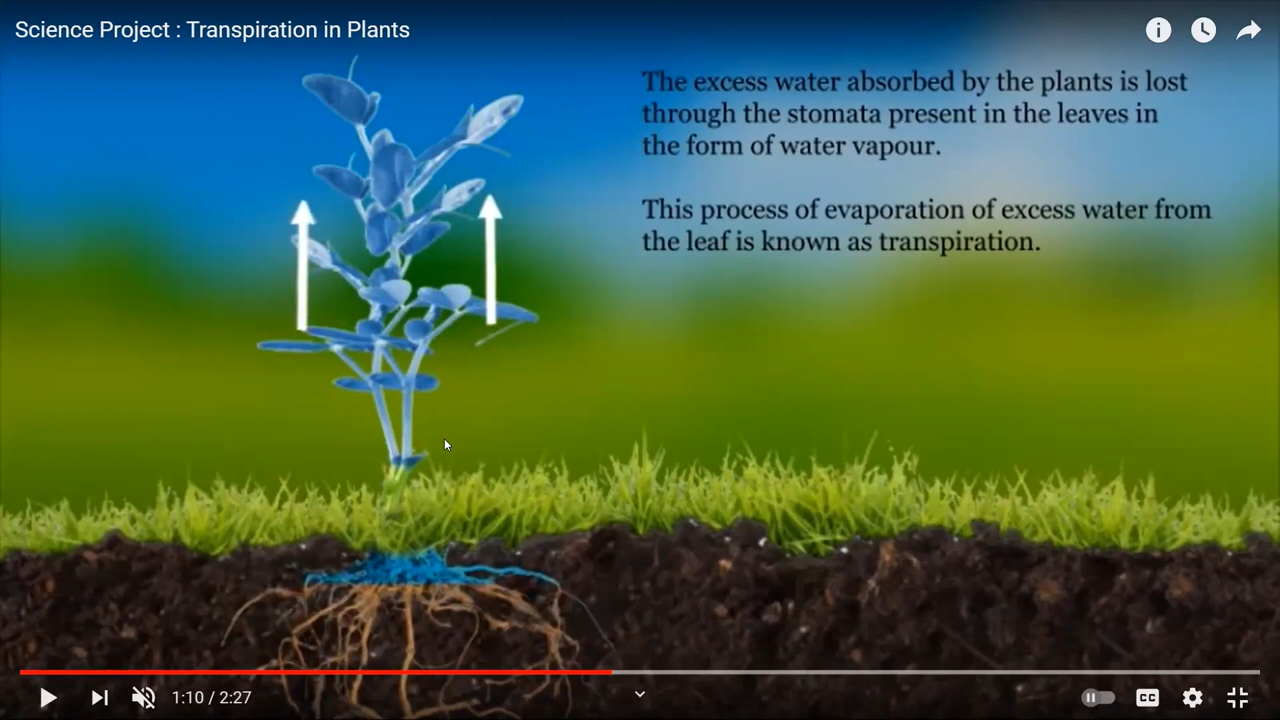 Science Project : Transpiration in Plants
The excess water absorbed by the plants is lost
through the stomata present in the leaves in
the form of water vapour.
This process of evaporation of excess water from
the leaf is known as transpiration.
1:10 / 2:27
CC